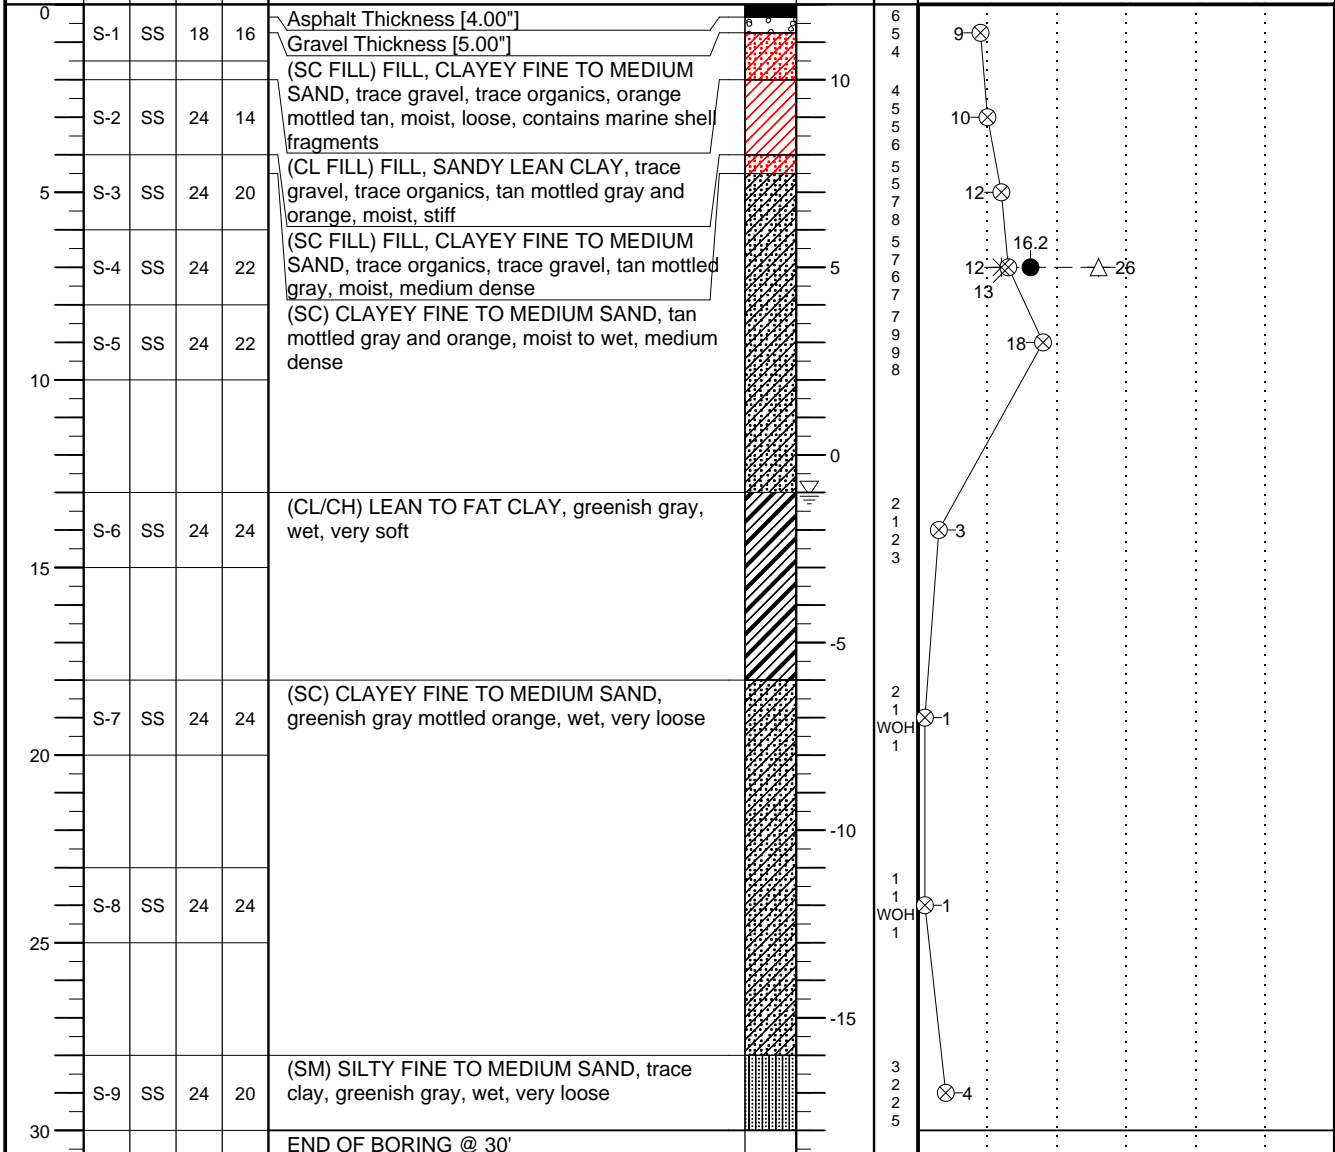 0
S-1 SS 18 16
Asphalt Thickness [4.00"]
Gravel Thickness [5.00"]
6
5
4
9
(SC FILL) FILL, CLAYEY FINE TO MEDIUM
SAND, trace gravel, trace organics, orange
mottled tan, moist, loose, contains marine shell
fragments
10
S-2 SS 24 14
4
5
5
6
10
(CL FILL) FILL, SANDY LEAN CLAY, trace
gravel, trace organics, tan mottled gray and
orange, moist, stiff
5
S-3 SS 24 20
5
5
7
8
12
(SC FILL) FILL, CLAYEY FINE TO MEDIUM
SAND, trace organics, trace gravel, tan mottled
gray, moist, medium dense
S-4 SS 24 22
5
5
7
6
7
16.2
12
26
13
(SC) CLAYEY FINE TO MEDIUM SAND, tan
mottled gray and orange, moist to wet, medium
dense
S-5 SS 24 22
7
9
9
8
18
10
0
(CL/CH) LEAN TO FAT CLAY, greenish gray,
wet, very soft
S-6 SS 24 24
2
1
2
3
3
15
-5
(SC) CLAYEY FINE TO MEDIUM SAND,
greenish gray mottled orange, wet, very loose
S-7 SS 24 24
2
1
WOH
1
1
20
-10
S-8 SS 24 24
1
1
WOH
1
1
25
-15
(SM) SILTY FINE TO MEDIUM SAND, trace
clay, greenish gray, wet, very loose
S-9 SS 24 20
3
2
2
5
4
30
END OF BORING @ 30'